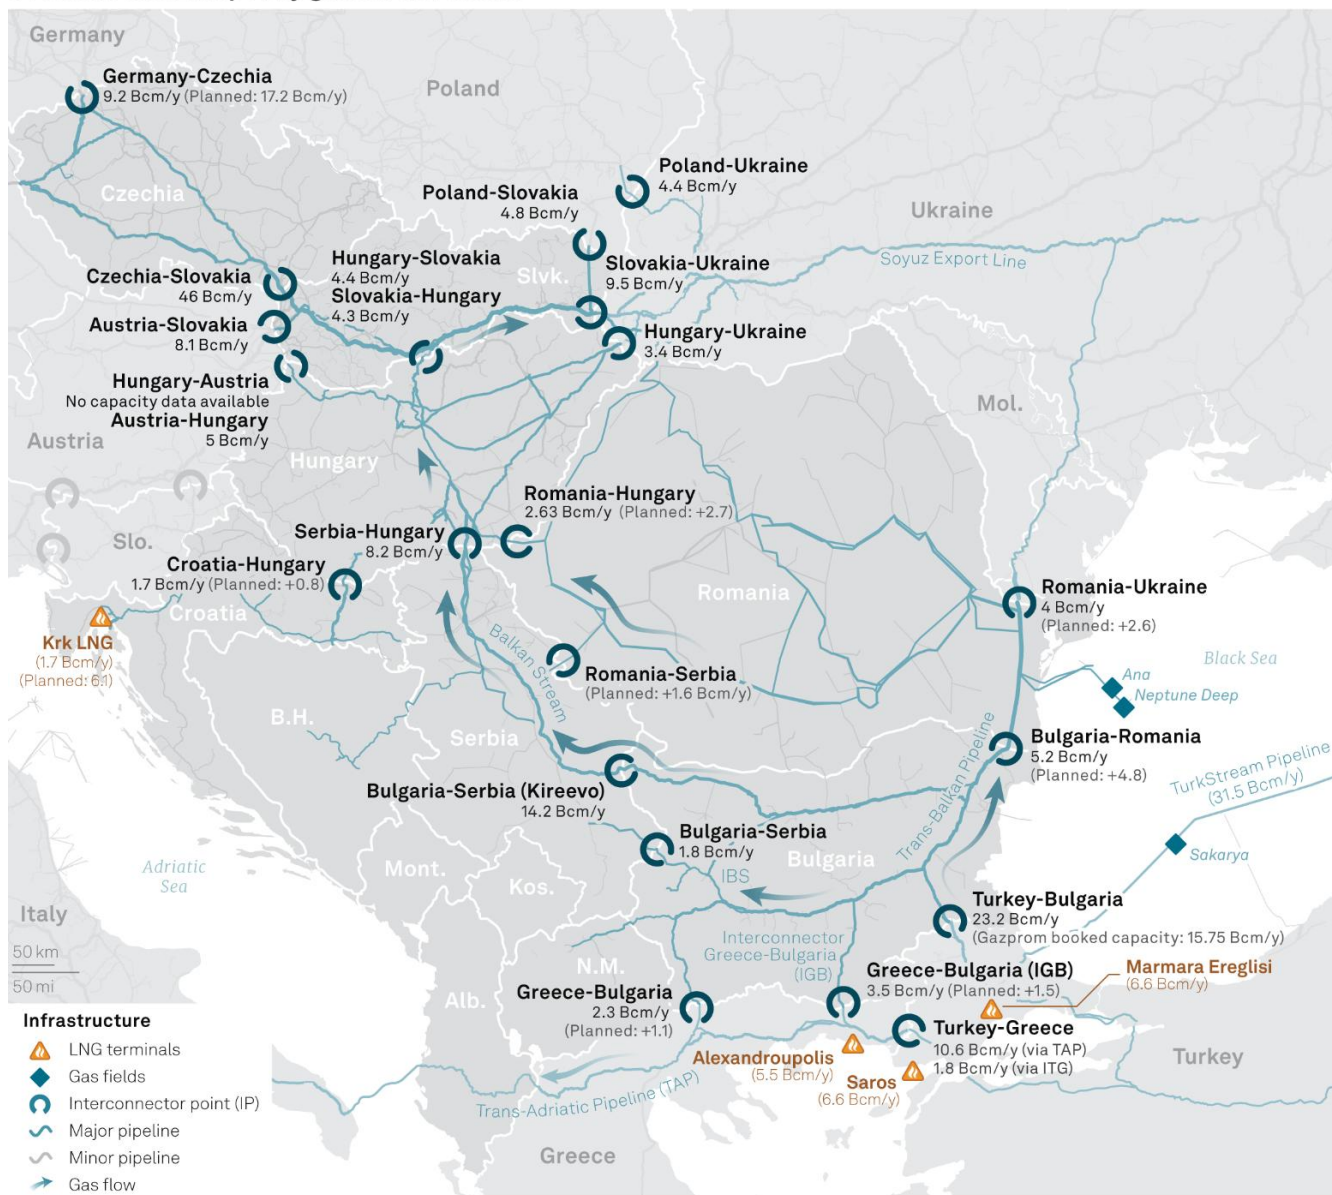 Germany
Germany-Czechia
9.2 Bcm/y (Planned: 17.2 Bcm/y)
Poland
Czechia
Poland-Ukraine
4.4 Bcm/y
Poland-Slovakia
4.8 Bcm/y
Ukraine
Soyuz Export Line
Hungary-Slovakia
4.4 Bcm/y
Slovakia-Hungary
4.3 Bcm/y
Slvk.
Slovakia-Ukraine
9.5 Bcm/y
Czechia-Slovakia
46 Bcm/y
Austria-Slovakia
8.1 Bcm/y
Hungary-Ukraine
3.4 Bcm/y
Hungary-Austria
No capacity data available
Austria-Hungary
5 Bcm/y
Austria
Mol.
Hungary
Romania-Hungary
2.63 Bcm/y (Planned: +2.7)
Serbia-Hungary
8.2 Bcm/y
Slo.
Croatia-Hungary
1.7 Bcm/y (Planned: +0.8)
Croatia
Romania
Romania-Ukraine
4 Bcm/y
(Planned: +2.6)
Krk LNG
(1.7 Bcm/y)
(Planned: 6.1)
Balkan Stream
Romania-Serbia
(Planned: +1.6 Bcm/y)
Black Sea
Ana
Neptune Deep
B.H.
Serbia
Trans-Balkan Pipeline
Bulgaria-Romania
5.2 Bcm/y
(Planned: +4.8)
TurkStream Pipeline
(31.5 Bcm/y)
Bulgaria-Serbia (Kireevo)
14.2 Bcm/y
Bulgaria-Serbia
1.8 Bcm/y
IBS
Bulgaria
Sakarya
Adriatic
Sea
Mont.
Kos.
Italy
50 km
50 mi
Turkey-Bulgaria
23.2 Bcm/y
(Gazprom booked capacity: 15.75 Bcm/y)
Interconnector
Greece-Bulgaria
(IGB)
N.M.
Alb.
Greece-Bulgaria
2.3 Bcm/y
(Planned: +1.1)
Greece-Bulgaria (IGB)
3.5 Bcm/y (Planned: +1.5)
Marmara Ereglisi
(6.6 Bcm/y)
Turkey-Greece
10.6 Bcm/y (via TAP)
1.8 Bcm/y (via ITG)
Turkey
Alexandroupolis
(5.5 Bcm/y)
Saros
(6.6 Bcm/y)
Trans-Adriatic Pipeline (TAP)
Greece
Infrastructure
LNG terminals
Gas fields
Interconnector point (IP)
Major pipeline
Minor pipeline
Gas flow